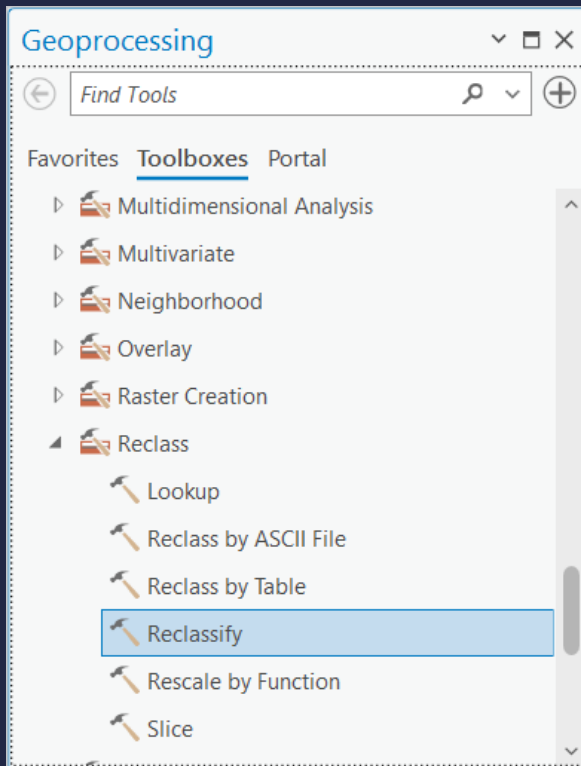 Geoprocessing
Find Tools
Favorites Toolboxes Portal
Multidimensional Analysis
Multivariate
Neighborhood
Overlay
Raster Creation
Reclass
Lookup
Reclass by ASCII File
Reclass by Table
Reclassify
Rescale by Function
Slice